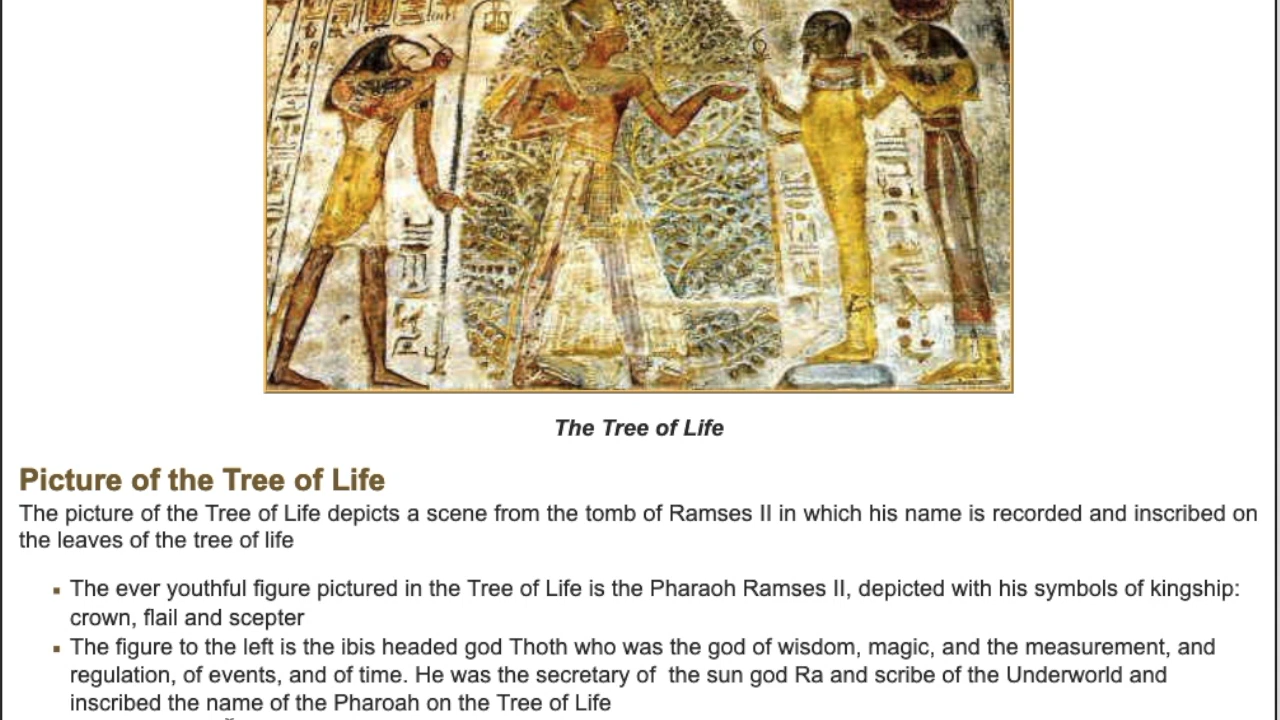 The Tree of Life
Picture of the Tree of Life
The picture of the Tree of Life depicts a scene from the tomb of Ramses II in which his name is recorded and inscribed on
the leaves of the tree of life
▪ The ever youthful figure pictured in the Tree of Life is the Pharaoh Ramses II, depicted with his symbols of kingship:
crown, flail and scepter
▪ The figure to the left is the ibis headed god Thoth who was the god of wisdom, magic, and the measurement, and
regulation, of events, and of time. He was the secretary of  the sun god Ra and scribe of the Underworld and
inscribed the name of the Pharoah on the Tree of Life